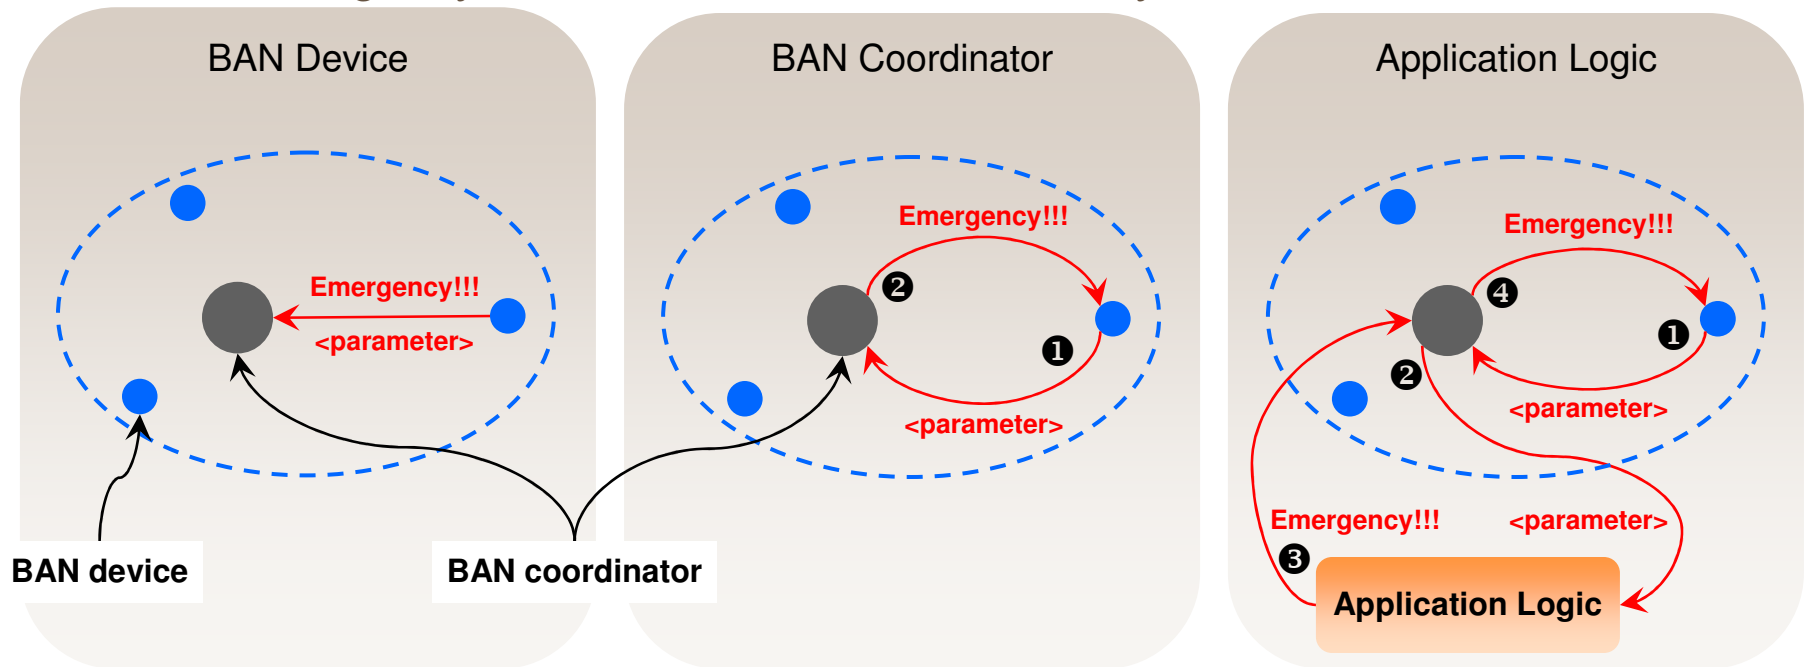 BAN Device
Emergency!!!
<parameter>
BAN device
BAN coordinator
BAN Coordinator
Emergency!!!
❷
❶
<parameter>
Application Logic
Emergency!!!
❹
❶
❷
<parameter>
Emergency!!!
<parameter>
❸
Application Logic